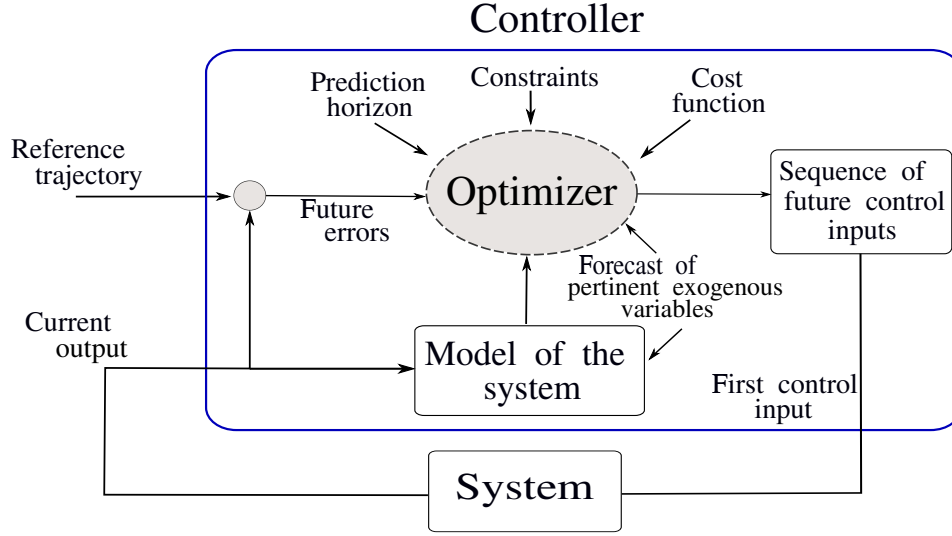 Controller
Prediction
horizon
Constraints
Cost
function
Reference
trajectory
Optimizer
Sequence of
future control
inputs
Future
errors
Forecast of
pertinent exogenous
variables
Current
output
Model of the
system
First control
input
System